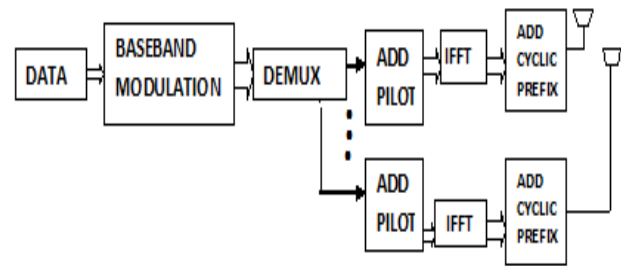 DATA
BASEBAND
MODULATION
DEMUX
ADD
PILOT
IFFT
ADD
CYCLIC
PREFIX
ADD
PILOT
IFFT
ADD
CYCLIC
PREFIX